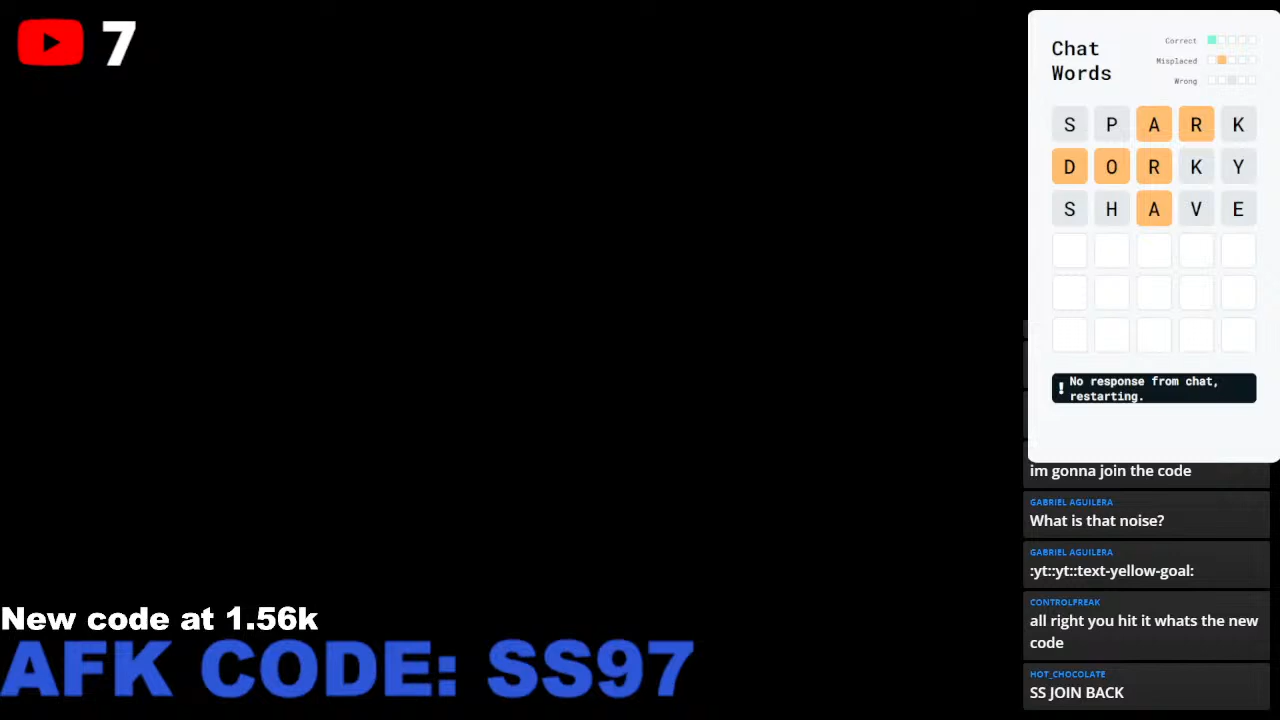 7
Chat
Words
Correct
Misplaced
Wrong
S P A R K
D O R K Y
S H A V E
! No response from chat,
restarting.
im gonna join the code
GABRIEL AGUILERA
What is that noise?
GABRIEL AGUILERA
:yt::yt::text-yellow-goal:
CONTROLFREAK
all right you hit it whats the new
code
HOT_CHOCOLATE
SS JOIN BACK
New code at 1.56k
AFK CODE: SS97